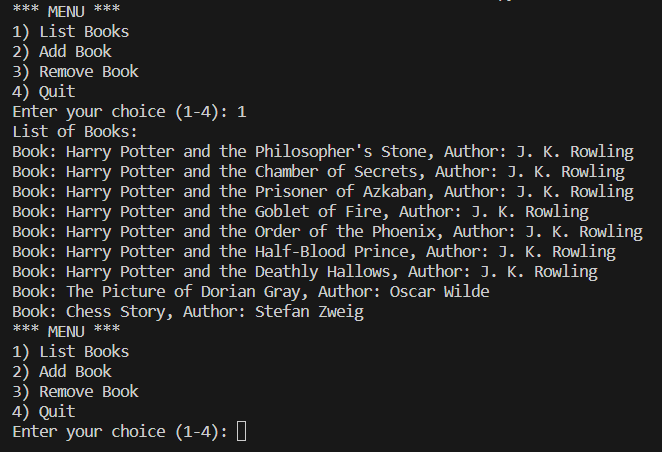 *** MENU ***
1) List Books
2) Add Book
3) Remove Book
4) Quit
Enter your choice (1-4): 1
List of Books:
Book: Harry Potter and the Philosopher's Stone, Author: J. K. Rowling
Book: Harry Potter and the Chamber of Secrets, Author: J. K. Rowling
Book: Harry Potter and the Prisoner of Azkaban, Author: J. K. Rowling
Book: Harry Potter and the Goblet of Fire, Author: J. K. Rowling
Book: Harry Potter and the Order of the Phoenix, Author: J. K. Rowling
Book: Harry Potter and the Half-Blood Prince, Author: J. K. Rowling
Book: Harry Potter and the Deathly Hallows, Author: J. K. Rowling
Book: The Picture of Dorian Gray, Author: Oscar Wilde
Book: Chess Story, Author: Stefan Zweig
*** MENU ***
1) List Books
2) Add Book
3) Remove Book
4) Quit
Enter your choice (1-4):